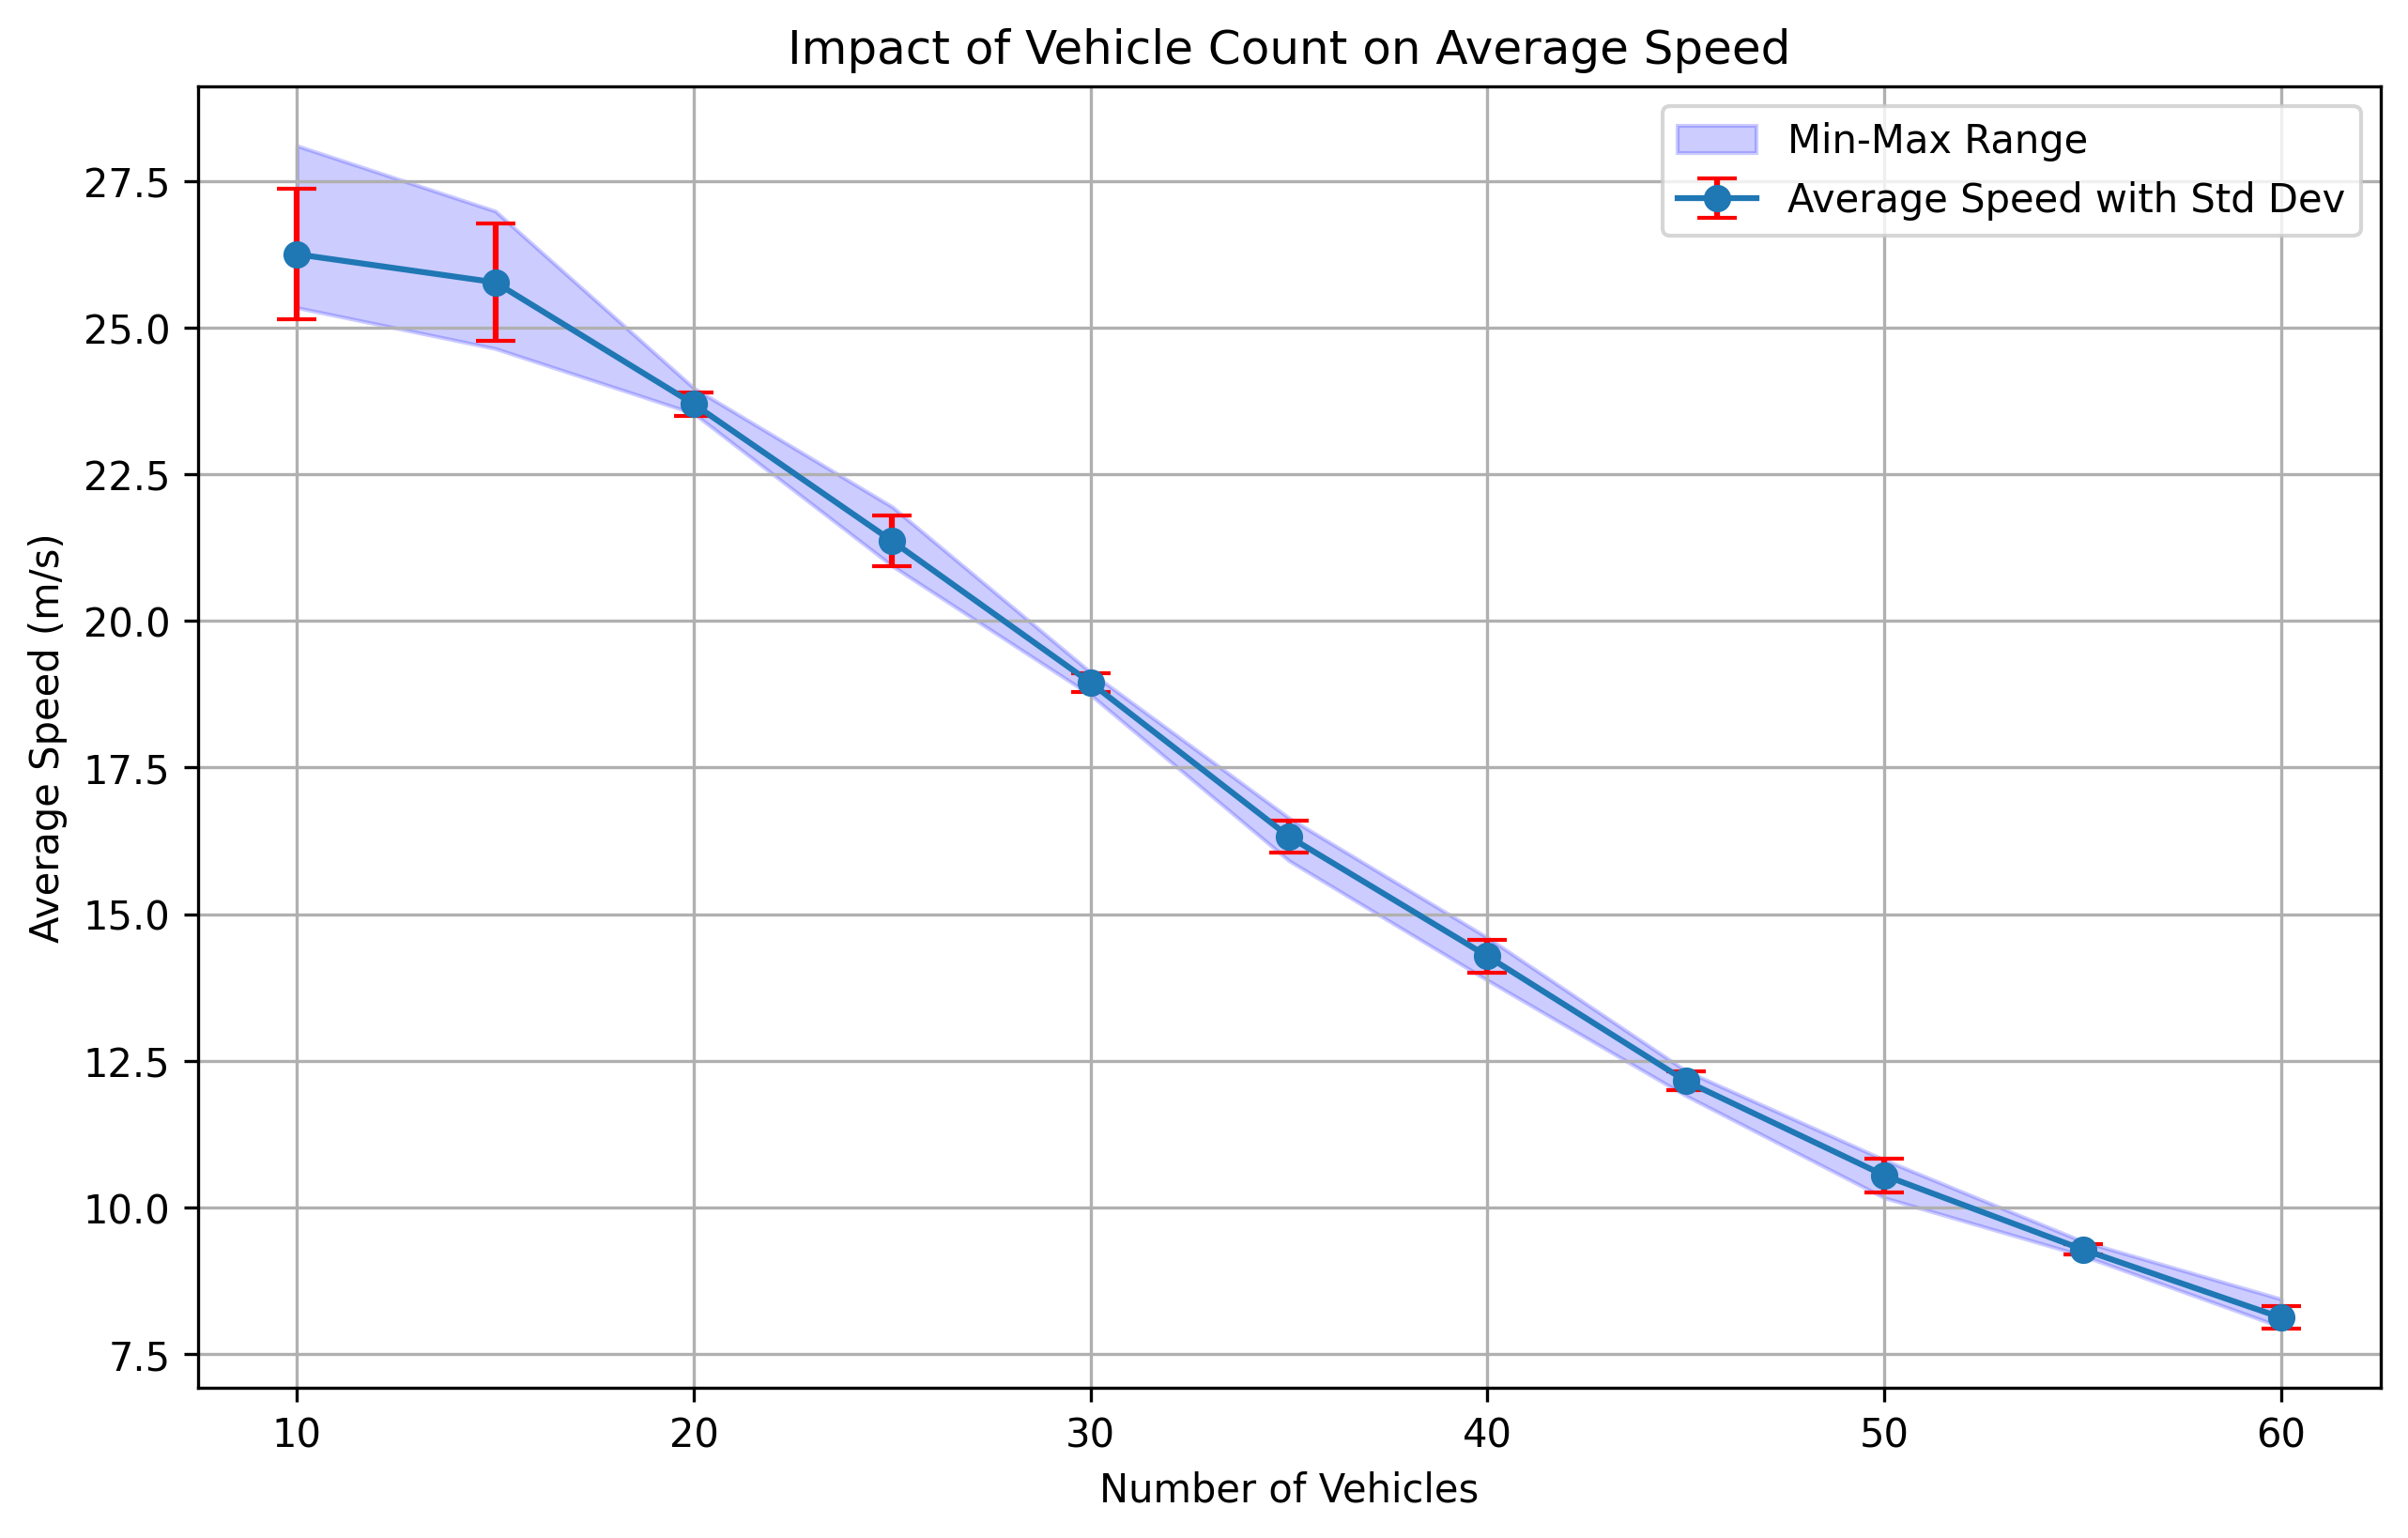 Impact of Vehicle Count on Average Speed
Min-Max Range
Average Speed with Std Dev
Average Speed (m/s)
27.5
25.0
22.5
20.0
17.5
15.0
12.5
10.0
7.5
10 20 30 40 50 60
Number of Vehicles